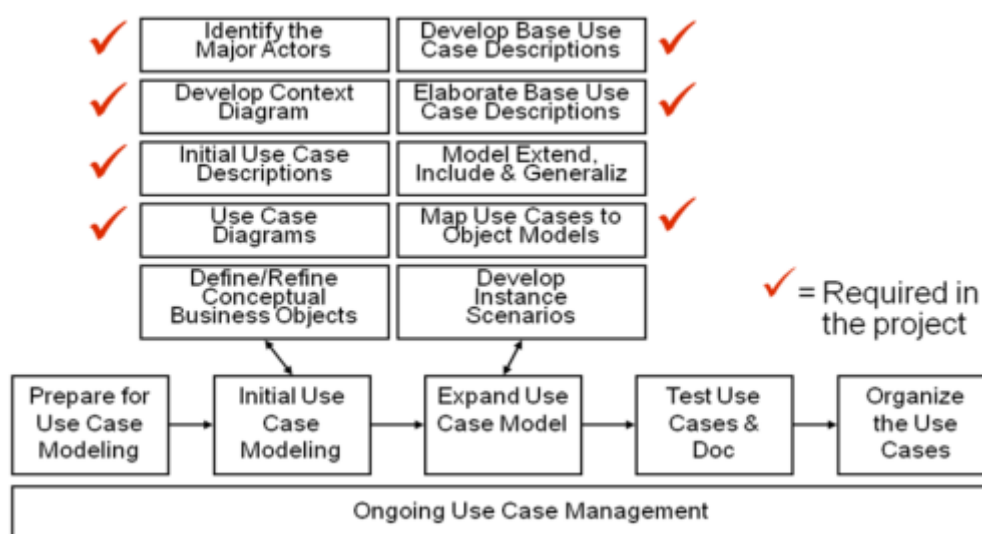 Identify the
Major Actors
Develop Context
Diagram
Initial Use Case
Descriptions
Use Case
Diagrams
Define/Refine
Conceptual
Business Objects
Develop Base Use
Case Descriptions
Elaborate Base Use
Case Descriptions
Model Extend,
Include & Generaliz
Map Use Cases to
Object Models
Develop
Instance
Scenarios
= Required in
the project
Prepare for
Use Case
Modeling
Initial Use
Case
Modeling
Expand Use
Case Model
Test Use
Cases &
Doc
Organize
the Use
Cases
Ongoing Use Case Management